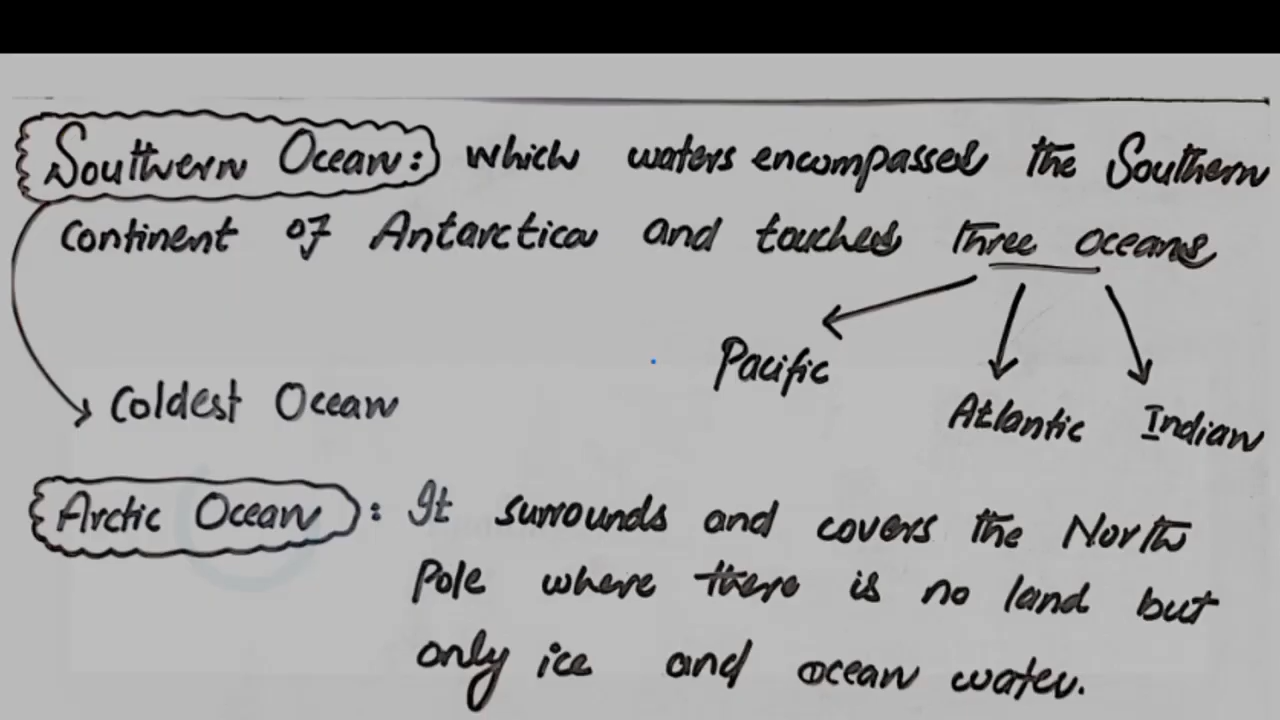 Southern Ocean: which waters encompasses the Southern
continent of Antarctica and touches three oceans
Pacific
Atlantic Indian
Coldest Ocean
Arctic Ocean: It surrounds and covers the North
Pole where there is no land but
only ice and ocean water.